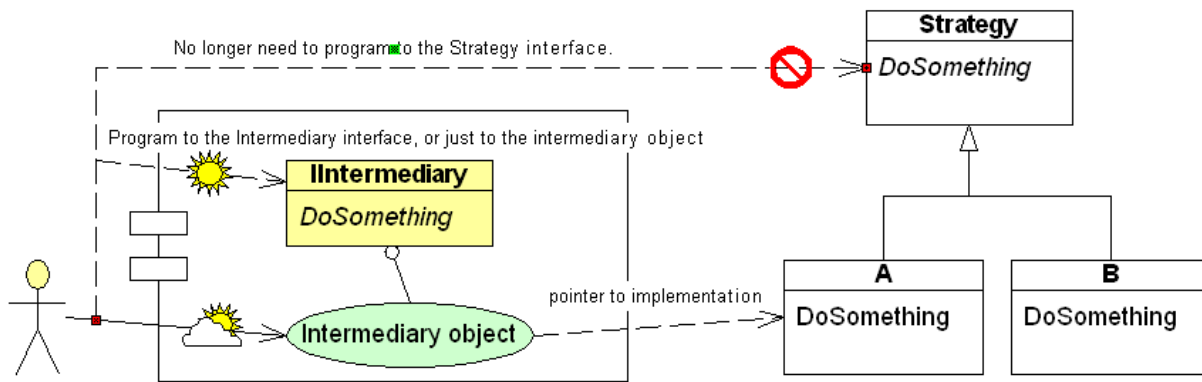 Strategy
No longer need to program to the Strategy interface.
DoSomething
Program to the Intermediary interface, or just to the intermediary object
IIntermediary
DoSomething
A
B
pointer to implementation
DoSomething
DoSomething
Intermediary object